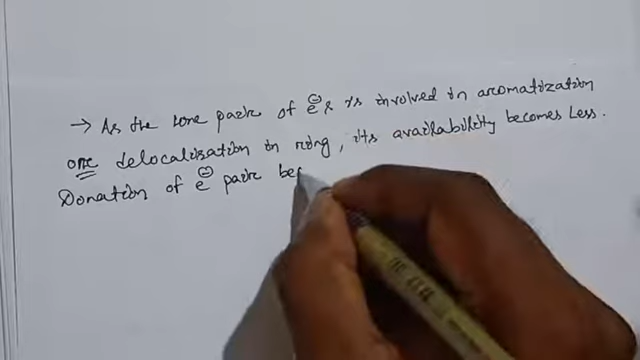 → As the lone pair of e⊖s is involved in aromatization
or delocalisation in ring, its availability becomes less.
Donation of e⊖ pair be